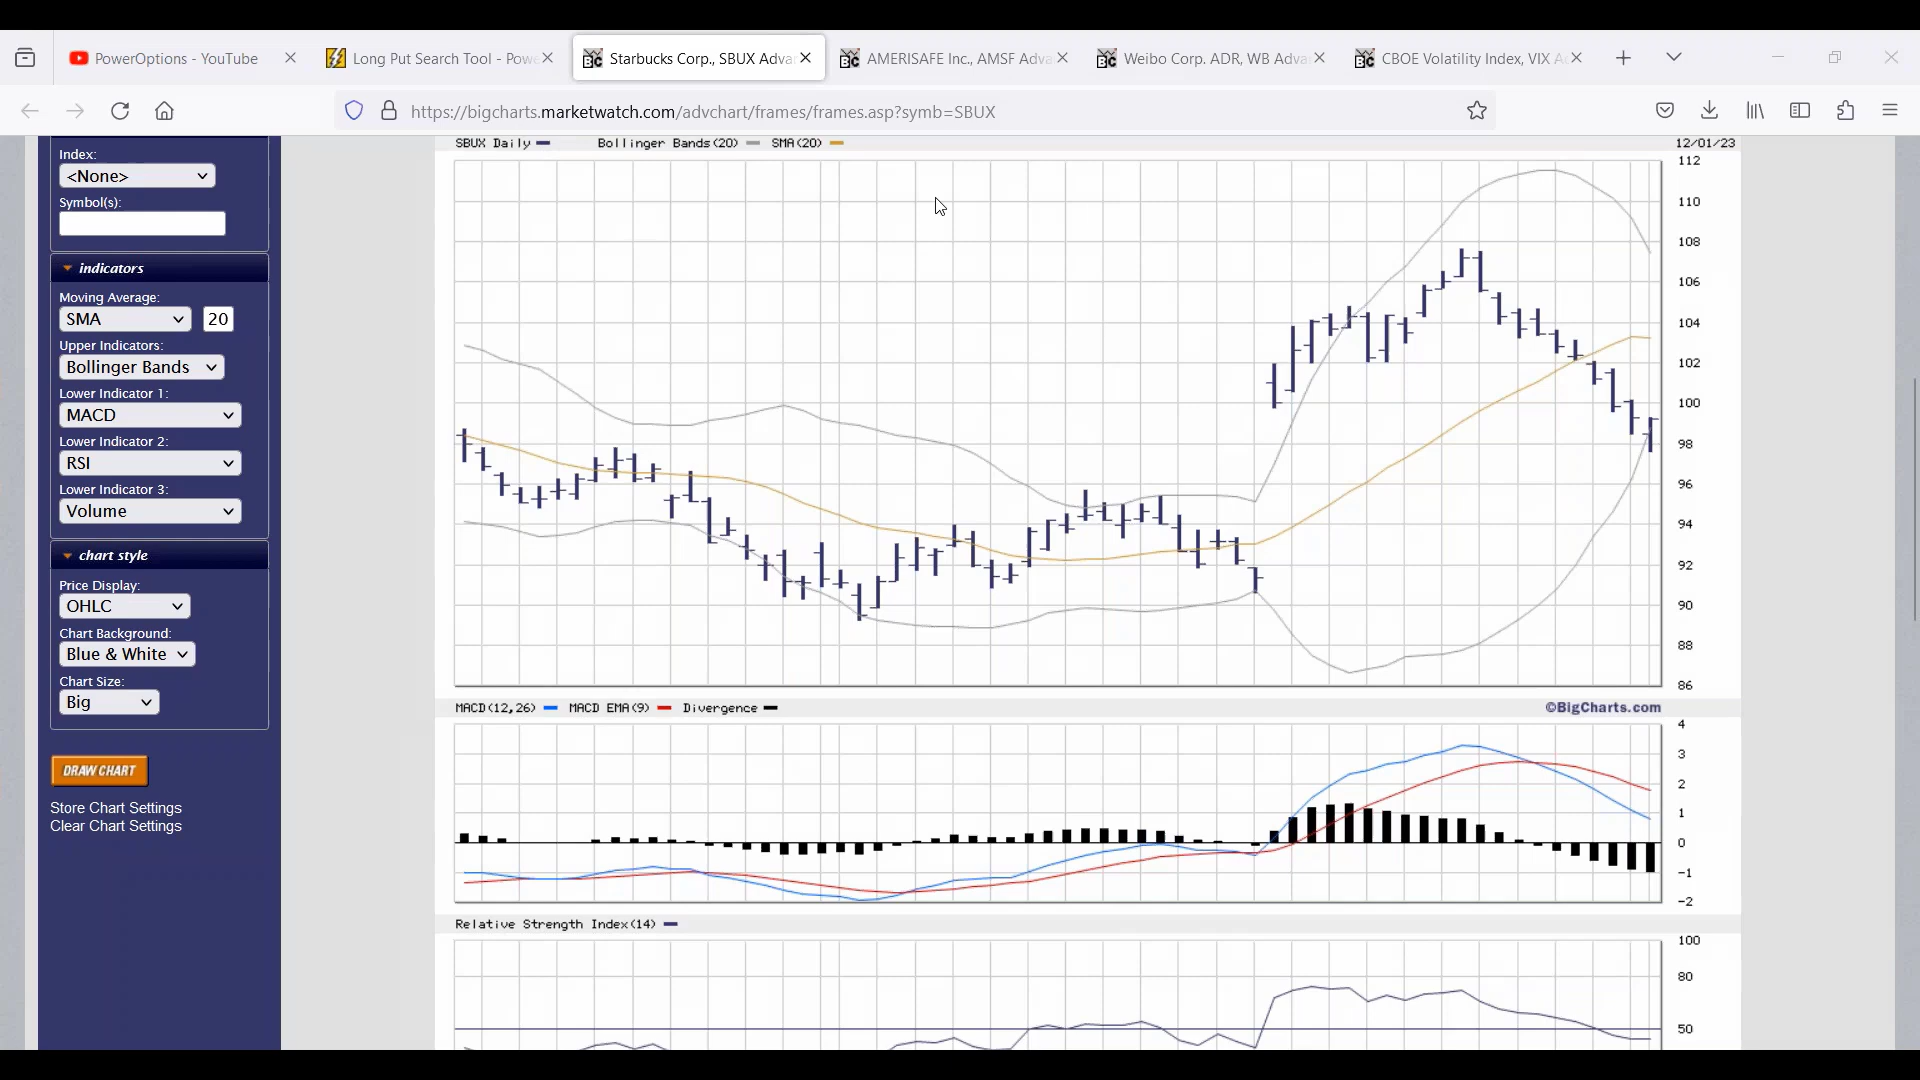 PowerOptions - YouTube
Long Put Search Tool - Powe
Starbucks Corp., SBUX Adva
AMERISAFE Inc., AMSF Adva
Weibo Corp. ADR, WB Adva
CBOE Volatility Index, VIX A
https://bigcharts.marketwatch.com/advchart/frames/frames.asp?symb=SBUX
Index:
<None>
Symbol(s):
indicators
Moving Average:
SMA 20
Upper Indicators:
Bollinger Bands
Lower Indicator 1:
MACD
Lower Indicator 2:
RSI
Lower Indicator 3:
Volume
chart style
Price Display:
OHLC
Chart Background:
Blue & White
Chart Size:
Big
DRAW CHART
Store Chart Settings
Clear Chart Settings
SBUX Daily Bollinger Bands(20) SMA(20) 12/01/23
112
110
108
106
104
102
100
98
96
94
92
90
88
86
MACD(12,26) MACD EMA(9) Divergence ©BigCharts.com
4
3
2
1
0
-1
-2
Relative Strength Index(14)
100
80
50